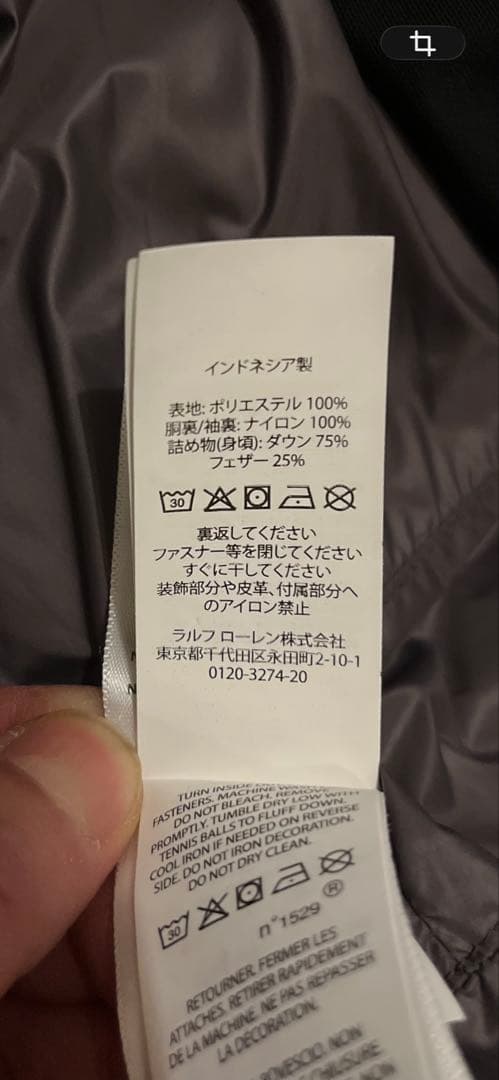 インドネシア製
表地: ポリエステル 100%
胴裏/袖裏: ナイロン 100%
詰め物(身頃): ダウン 75%
フェザー 25%
30
裏返してください
ファスナー等を閉じてください
すぐに干してください
装飾部分や皮革、付属部分へ
のアイロン禁止
ラルフ ローレン株式会社
東京都千代田区永田町2-10-1
0120-3274-20
TURN INSIDE
FASTENERS. MACHINE
DO NOT BLEACH. REMOVE
PROMPTLY. TUMBLE DRY LOW WITH
TENNIS BALLS TO FLUFF DOWN.
COOL IRON IF NEEDED ON REVERSE
SIDE. DO NOT IRON DECORATION.
DO NOT DRY CLEAN.
30
®
n°1529
RETOURNER. FERMER LES
ATTACHES. RETIRER RAPIDEMENT
DE LA MACHINE. NE PAS REPASSER
LA DÉCORATION.
ROVESCIO. NON